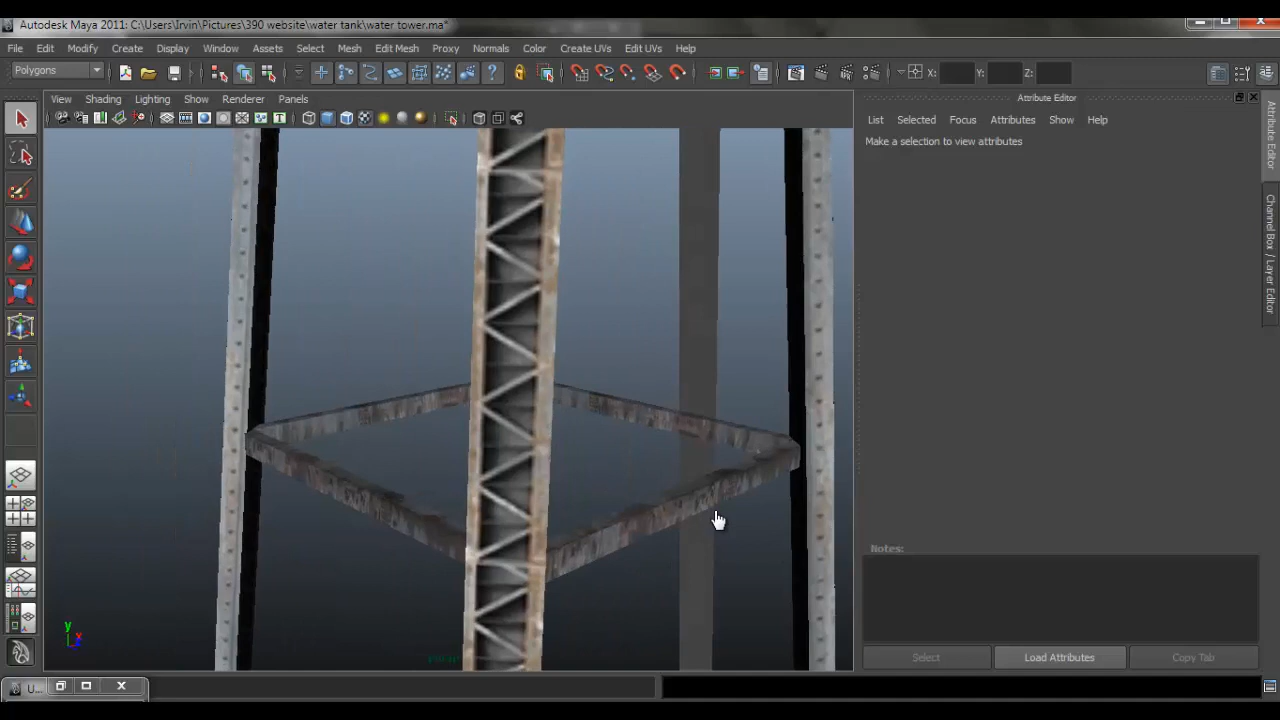 Autodesk Maya 2011: C:\Users\Irvin\Pictures\390 website\water tank\water tower.ma*
File Edit Modify Create Display Window Assets Select Mesh Edit Mesh Proxy Normals Color Create UVs Edit UVs Help
Polygons X: Y: Z:
View Shading Lighting Show Renderer Panels
Attribute Editor
List Selected Focus Attributes Show Help
Make a selection to view attributes
Attribute Editor
Channel Box / Layer Editor
Notes:
y
x
persp
Select Load Attributes Copy Tab
U...